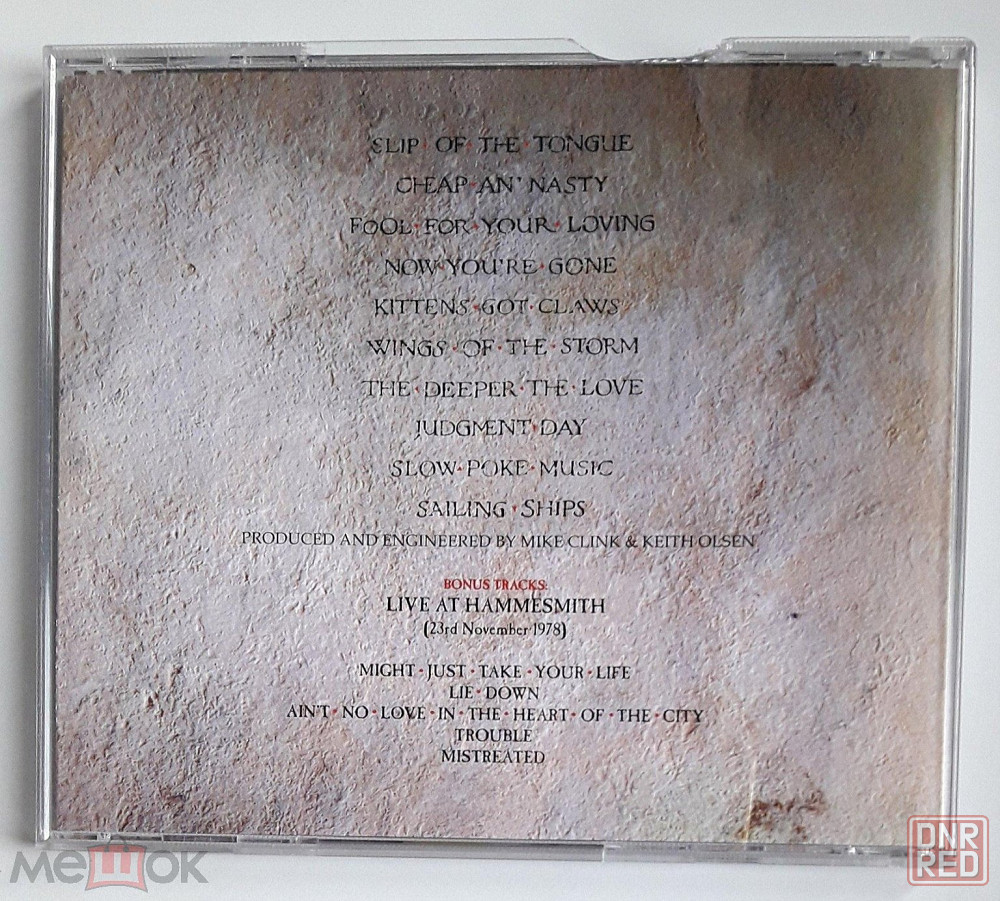 SLIP · OF · THE · TONGUE
CHEAP · AN' NASTY
FOOL · FOR · YOUR · LOVING
NOW · YOU'RE · GONE
KITTENS · GOT · CLAWS
WINGS · OF · THE · STORM
THE · DEEPER · THE · LOVE
JUDGMENT · DAY
SLOW · POKE · MUSIC
SAILING · SHIPS
PRODUCED AND ENGINEERED BY MIKE CLINK & KEITH OLSEN
BONUS TRACKS:
LIVE AT HAMMESMITH
(23rd November 1978)
MIGHT · JUST · TAKE · YOUR · LIFE
LIE · DOWN
AIN'T · NO · LOVE · IN · THE · HEART · OF · THE · CITY
TROUBLE
MISTREATED
мешок
DNR
RED